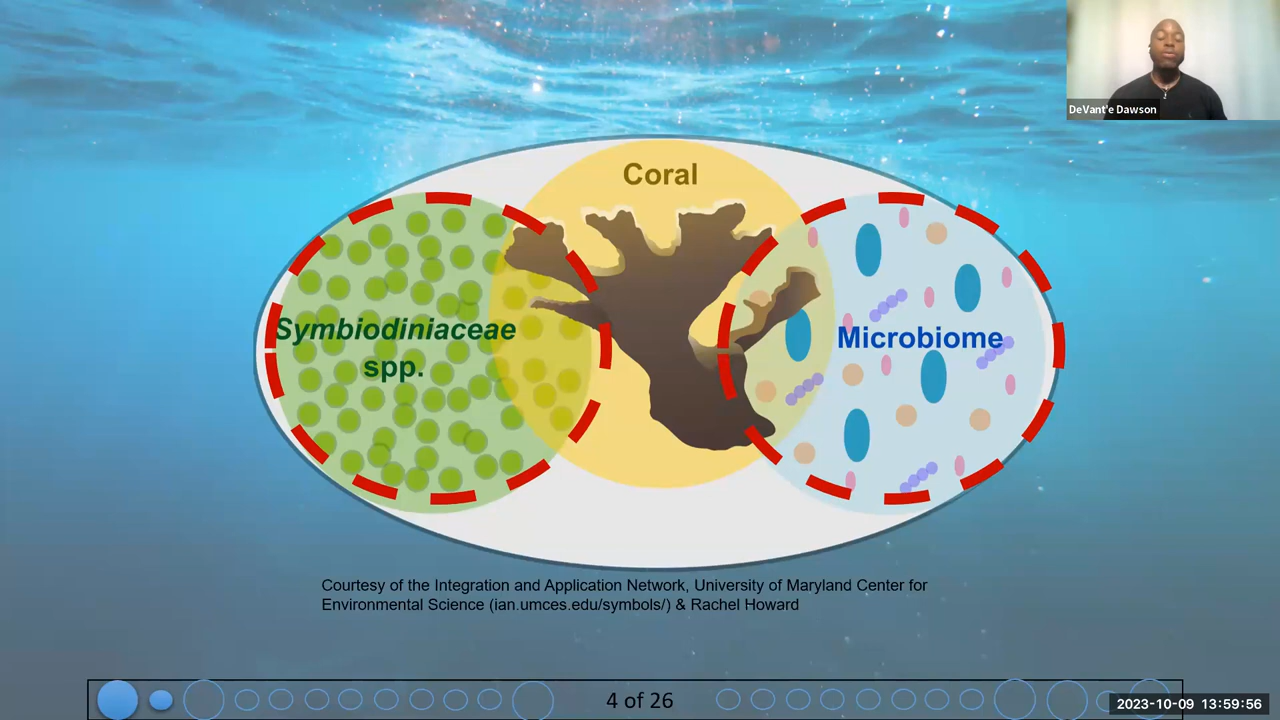 DeVant'e Dawson
Coral
Symbiodiniaceae
spp.
Microbiome
Courtesy of the Integration and Application Network, University of Maryland Center for
Environmental Science (ian.umces.edu/symbols/) & Rachel Howard
4 of 26
2023-10-09 13:59:56